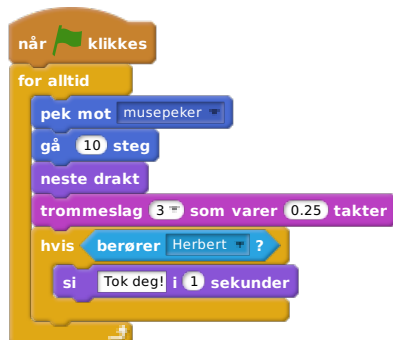 når klikkes
for alltid
pek mot musepeker
gå 10 steg
neste drakt
trommeslag 3 som varer 0.25 takter
hvis berører Herbert ?
si Tok deg! i 1 sekunder